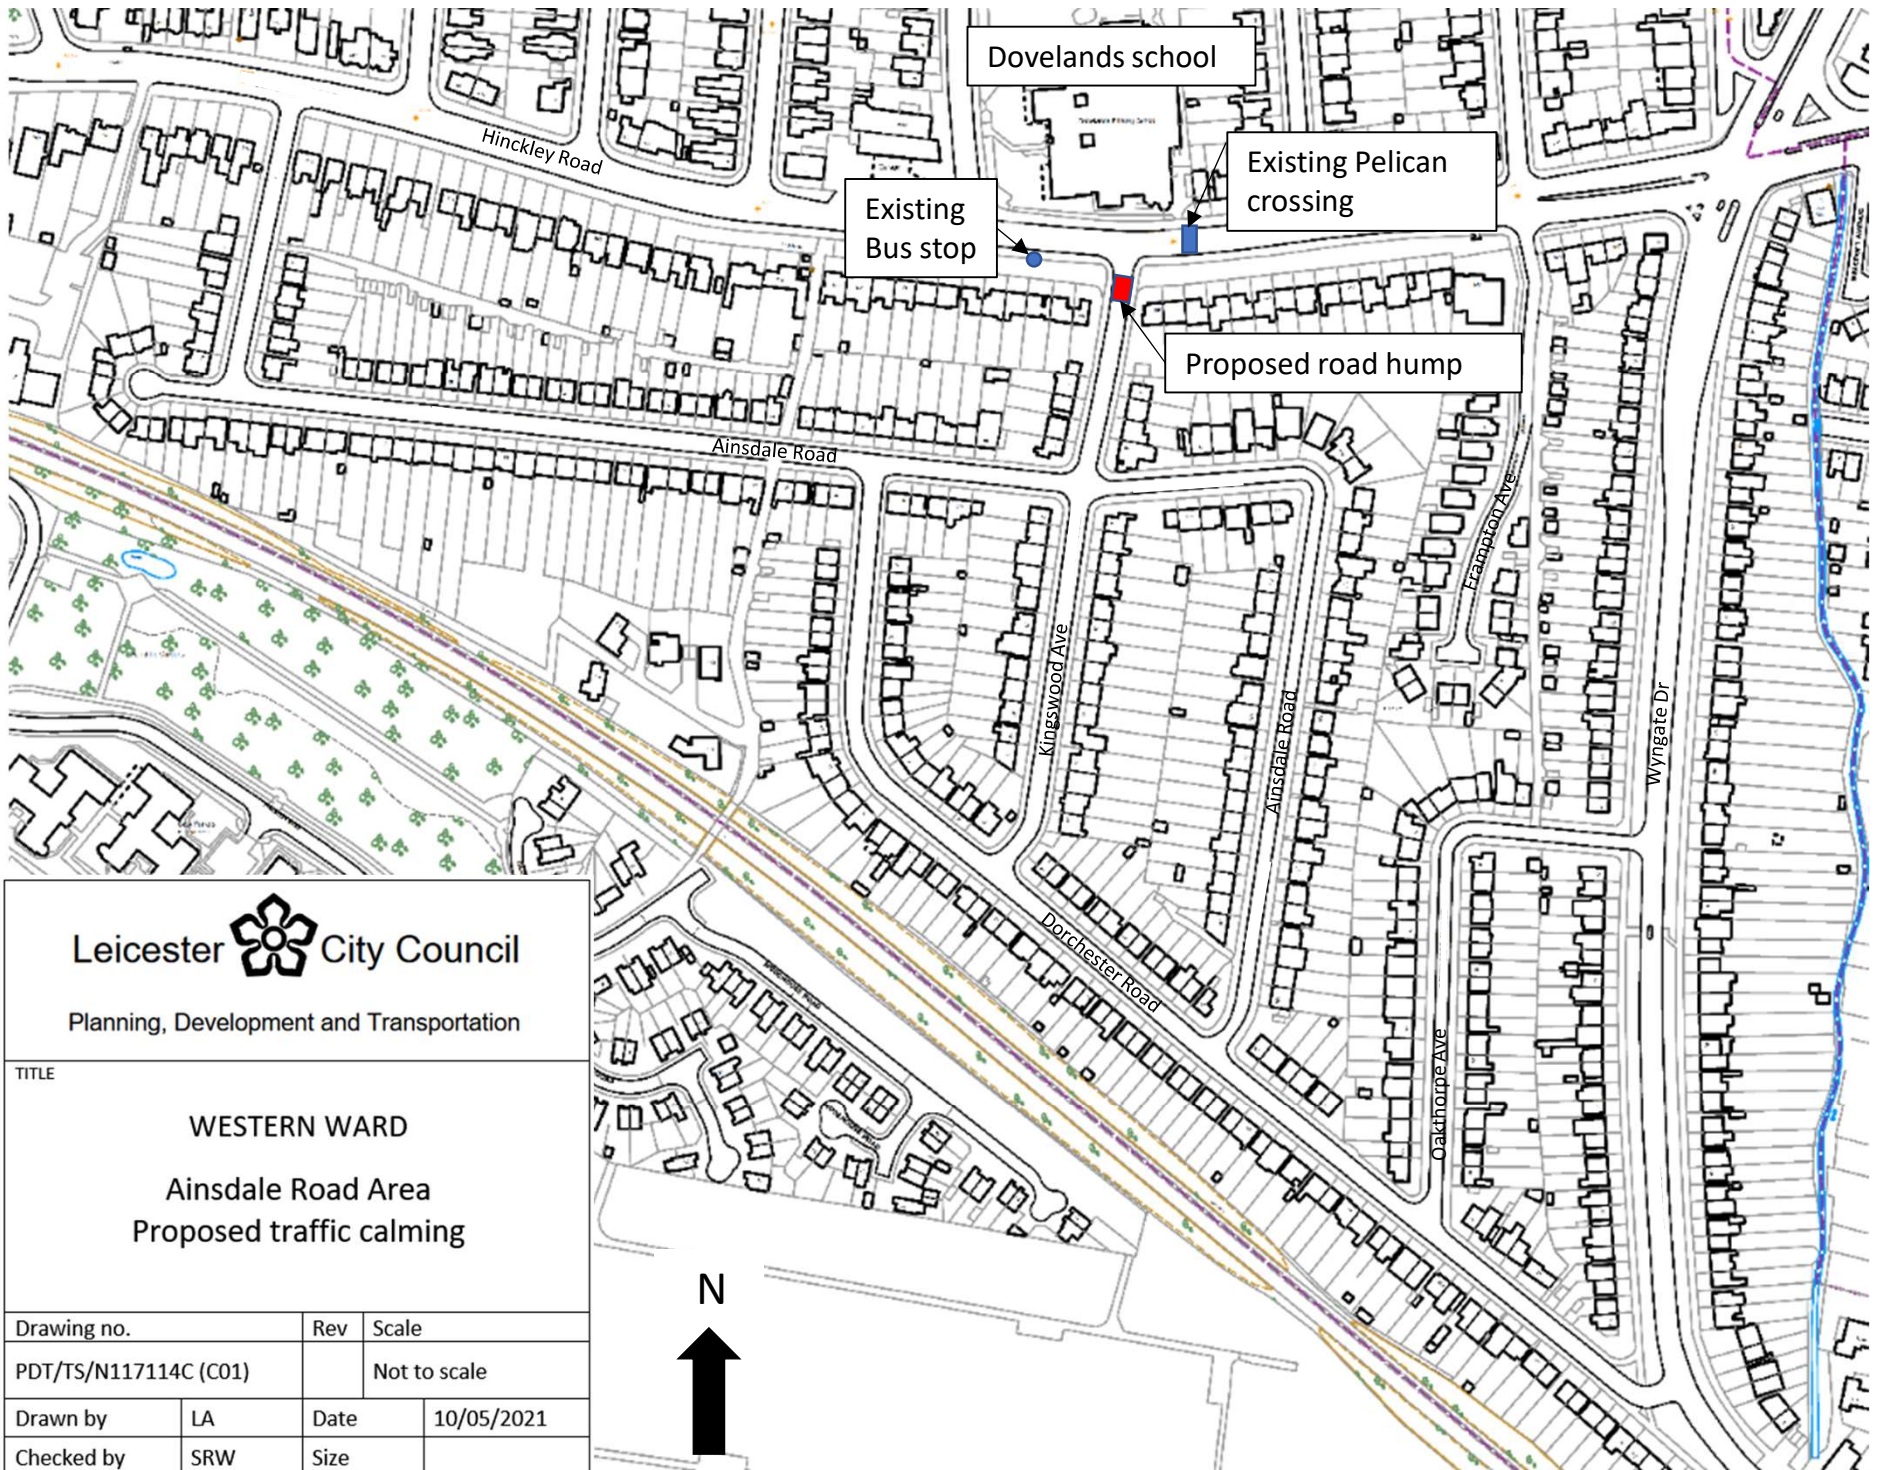 Dovelands school
Hinckley Road
Existing Pelican
crossing
Existing
Bus stop
Proposed road hump
Ainsdale Road
Frampton Ave
Kingswood Ave
Ainsdale Road
Wyngate Dr
Dorchester Road
Oakthorpe Ave
Leicester City Council
Planning, Development and Transportation
TITLE
WESTERN WARD
Ainsdale Road Area
Proposed traffic calming
Drawing no. Rev Scale
PDT/TS/N117114C (C01) Not to scale
Drawn by LA Date 10/05/2021
Checked by SRW Size
N